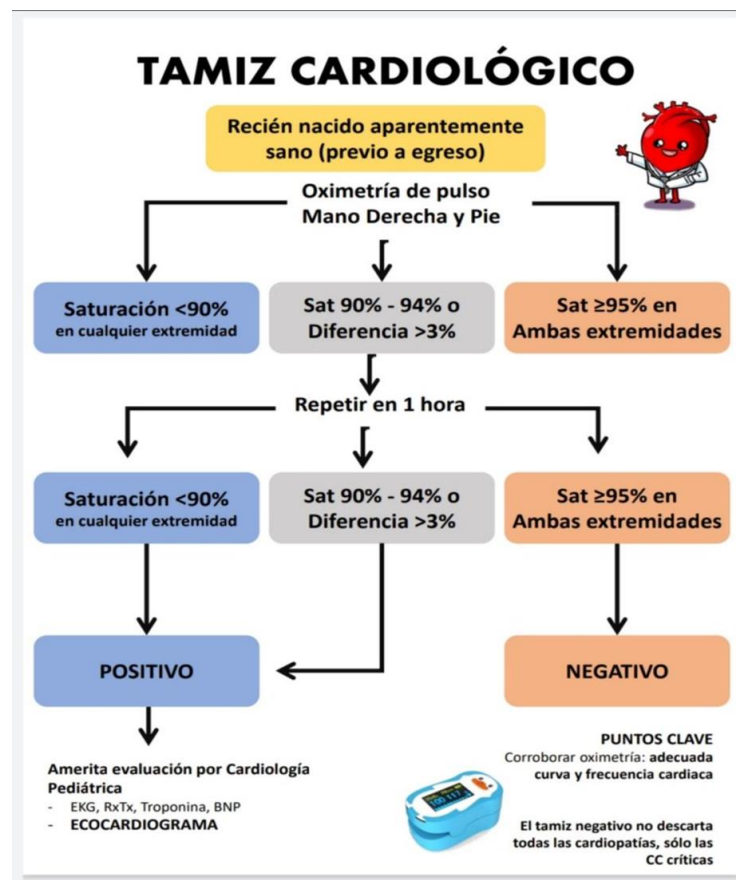 TAMIZ CARDIOLÓGICO
Recién nacido aparentemente
sano (previo a egreso)
Oximetría de pulso
Mano Derecha y Pie
Saturación <90%
en cualquier extremidad
Sat 90% - 94% o
Diferencia >3%
Sat ≥95% en
Ambas extremidades
Repetir en 1 hora
Saturación <90%
en cualquier extremidad
Sat 90% - 94% o
Diferencia >3%
Sat ≥95% en
Ambas extremidades
POSITIVO
NEGATIVO
Amerita evaluación por Cardiología
Pediátrica
- EKG, RxTx, Troponina, BNP
- ECOCARDIOGRAMA
PUNTOS CLAVE
Corroborar oximetría: adecuada
curva y frecuencia cardiaca
El tamiz negativo no descarta
todas las cardiopatías, sólo las
CC críticas